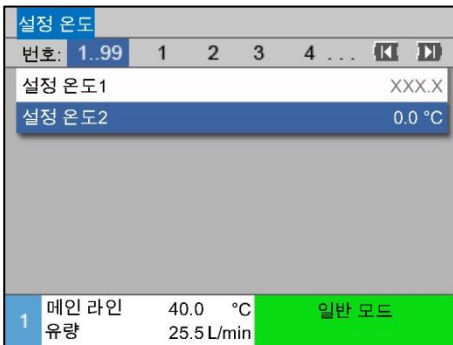 설정 온도
번호: 1..99 1 2 3 4 ...
설정 온도1 XXX.X
설정 온도2 0.0 °C
1 메인 라인 40.0 °C 일반 모드
유량 25.5 L/min